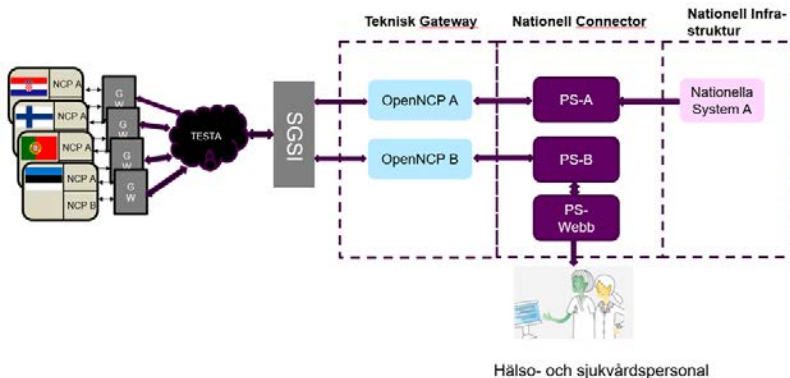 Teknisk Gateway
Nationell Connector
Nationell Infra-
struktur
NCP A
NCP A
NCP A
NCP A
NCP B
G
W
G
W
G
W
G
W
TESTA
SGSI
OpenNCP A
OpenNCP B
PS-A
PS-B
PS-
Webb
Nationella
System A
Hälso- och sjukvårdspersonal